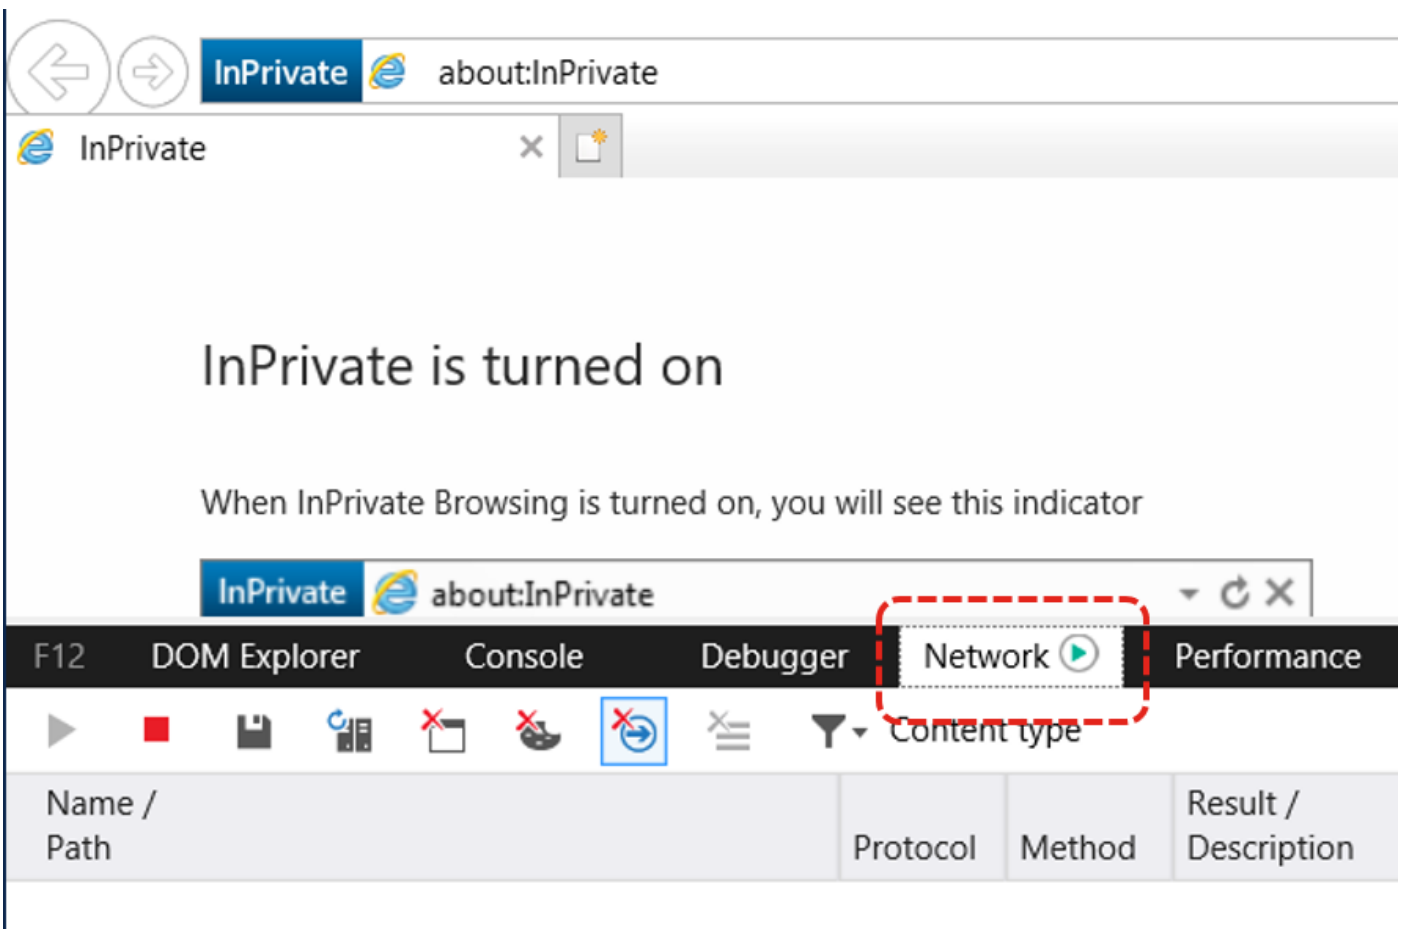 InPrivate about:InPrivate
InPrivate
InPrivate is turned on
When InPrivate Browsing is turned on, you will see this indicator
InPrivate about:InPrivate
F12 DOM Explorer Console Debugger Network Performance
Content type
Name /
Path Protocol Method Result /
Description